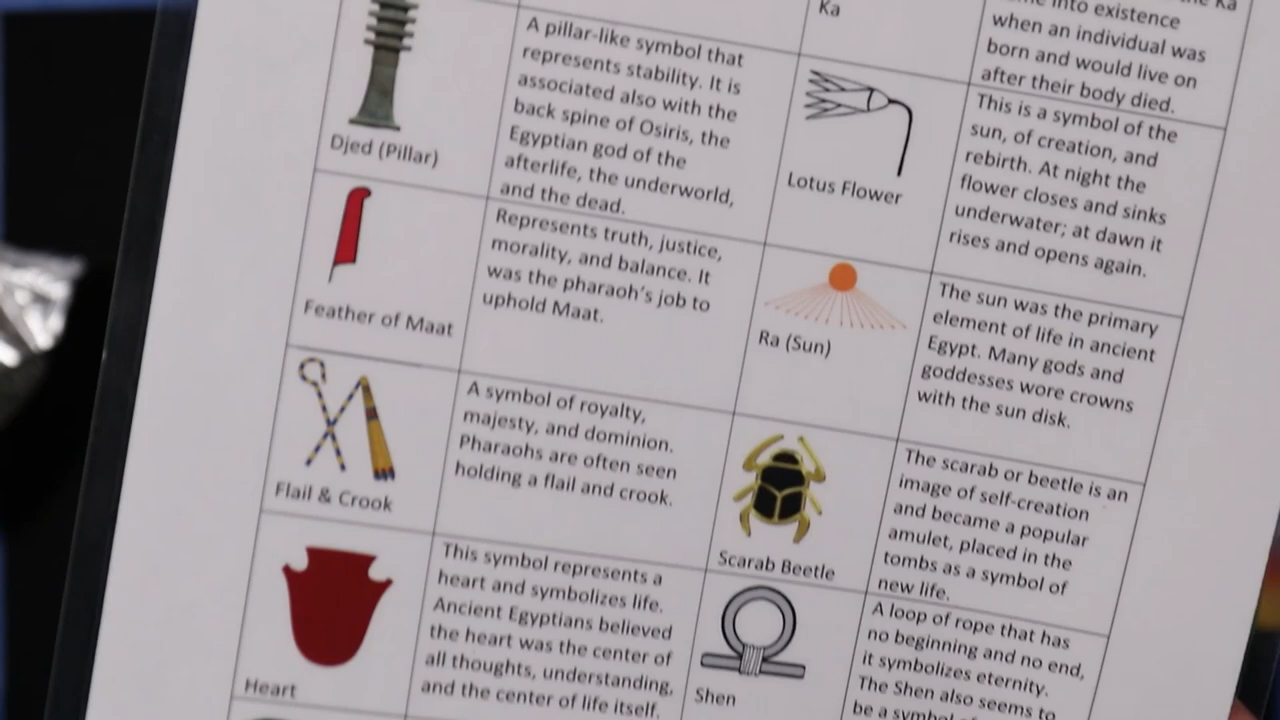 Djed (Pillar)
A pillar-like symbol that
represents stability. It is
associated also with the
back spine of Osiris, the
Egyptian god of the
afterlife, the underworld,
and the dead.
Ka
Ka
into existence
when an individual was
born and would live on
after their body died.
Lotus Flower
This is a symbol of the
sun, of creation, and
rebirth. At night the
flower closes and sinks
underwater; at dawn it
rises and opens again.
Feather of Maat
Represents truth, justice,
morality, and balance. It
was the pharaoh's job to
uphold Maat.
Ra (Sun)
The sun was the primary
element of life in ancient
Egypt. Many gods and
goddesses wore crowns
with the sun disk.
Flail & Crook
A symbol of royalty,
majesty, and dominion.
Pharaohs are often seen
holding a flail and crook.
Scarab Beetle
The scarab or beetle is an
image of self-creation
and became a popular
amulet, placed in the
tombs as a symbol of
new life.
Heart
This symbol represents a
heart and symbolizes life.
Ancient Egyptians believed
the heart was the center of
all thoughts, understanding,
and the center of life itself.
Shen
A loop of rope that has
no beginning and no end,
it symbolizes eternity.
The Shen also seems to
be a symbol